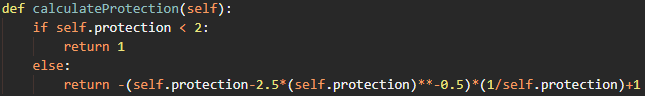 def calculateProtection(self):
    if self.protection < 2:
        return 1
    else:
        return -(self.protection-2.5*(self.protection)**-0.5)*(1/self.protection)+1